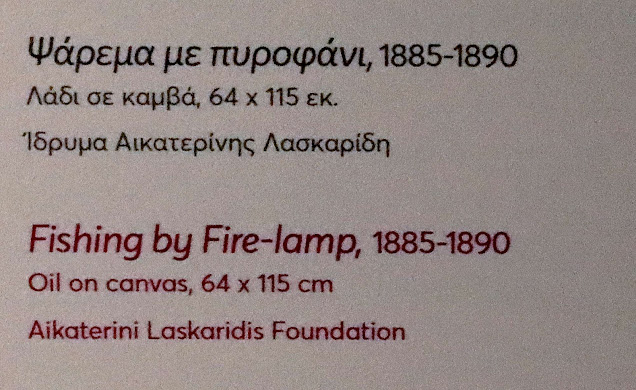 Ψάρεμα με πυροφάνι, 1885-1890
Λάδι σε καμβά, 64 x 115 εκ.
Ίδρυμα Αικατερίνης Λασκαρίδη
Fishing by Fire-lamp, 1885-1890
Oil on canvas, 64 x 115 cm
Aikaterini Laskaridis Foundation